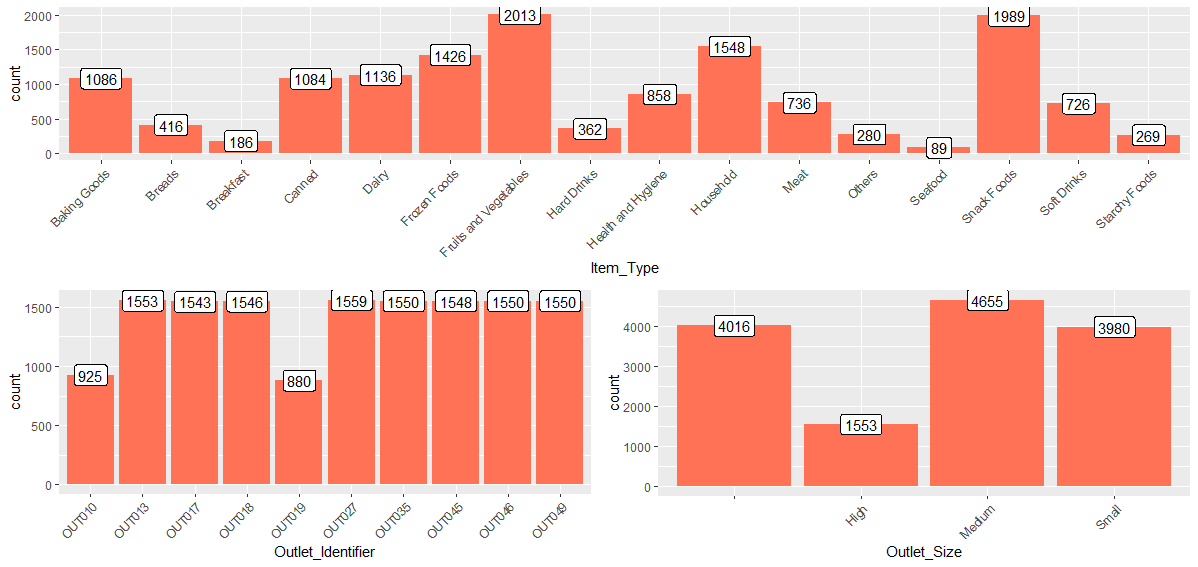 2000
1500
1000
500
0
count
1086
416
186
1084
1136
1426
2013
362
858
1548
736
280
89
1989
726
269
Baking Goods
Breads
Breakfast
Canned
Dairy
Frozen Foods
Fruits and Vegetables
Hard Drinks
Health and Hygiene
Household
Meat
Others
Seafood
Snack Foods
Soft Drinks
Starchy Foods
Item_Type
1500
1000
500
0
count
925
1553
1543
1546
880
1559
1550
1548
1550
1550
OUT010
OUT013
OUT017
OUT018
OUT019
OUT027
OUT035
OUT045
OUT046
OUT049
Outlet_Identifier
4000
3000
2000
1000
0
count
4016
1553
4655
3980
High
Medium
Small
Outlet_Size